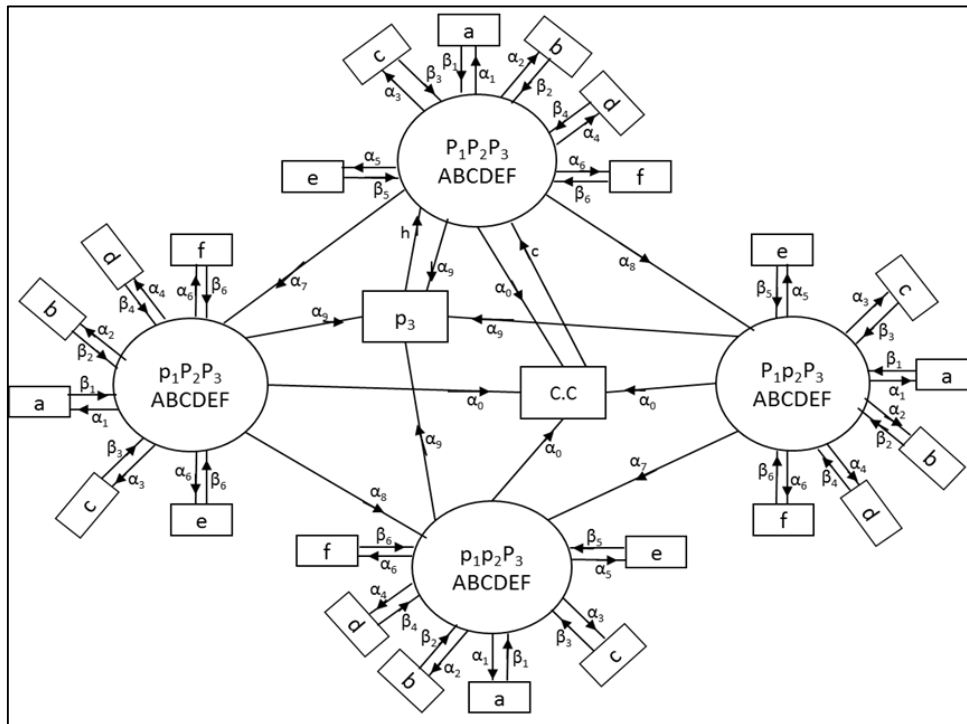 a
c
b
β₁
α₁
α₂
β₂
β₃
α₃
d
β₄
α₄
P₁P₂P₃
ABCDEF
e
α₅
β₅
α₆
β₆
f
h
c
α₉
α₇
α₀
α₈
d
f
α₄
β₄
α₆
β₆
b
α₂
β₂
e
β₅
α₅
c
α₃
β₃
p₃
α₉
α₉
p₁P₂P₃
ABCDEF
P₁p₂P₃
ABCDEF
a
β₁
α₁
C.C
α₀
α₀
β₁
α₁
a
α₂
β₂
b
β₃
α₃
c
α₆
β₆
e
α₉
α₀
β₆
α₆
f
α₄
β₄
d
α₈
α₇
p₁p₂P₃
ABCDEF
f
β₆
α₆
β₅
α₅
e
d
α₄
β₄
b
β₂
α₂
α₁
β₁
a
α₃
β₃
c